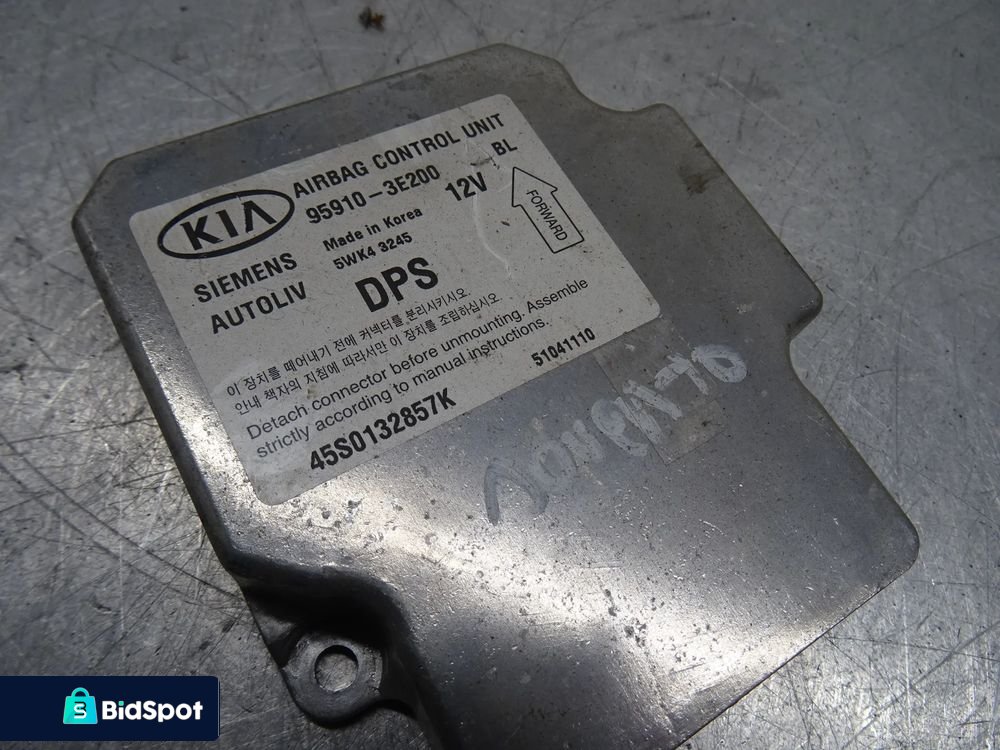 AIRBAG CONTROL UNIT
KIA
95910-3E200
12V
BL
Made in Korea
5WK4 3245
FORWARD
SIEMENS
AUTOLIV
DPS
이 장치를 떼어내기 전에 커넥터를 분리시키시오
안내 책자의 지침에 따라서만 이 장치를 조립하십시오
Detach connector before unmounting. Assemble
strictly according to manual instructions.
51041110
45S0132857K
BidSpot